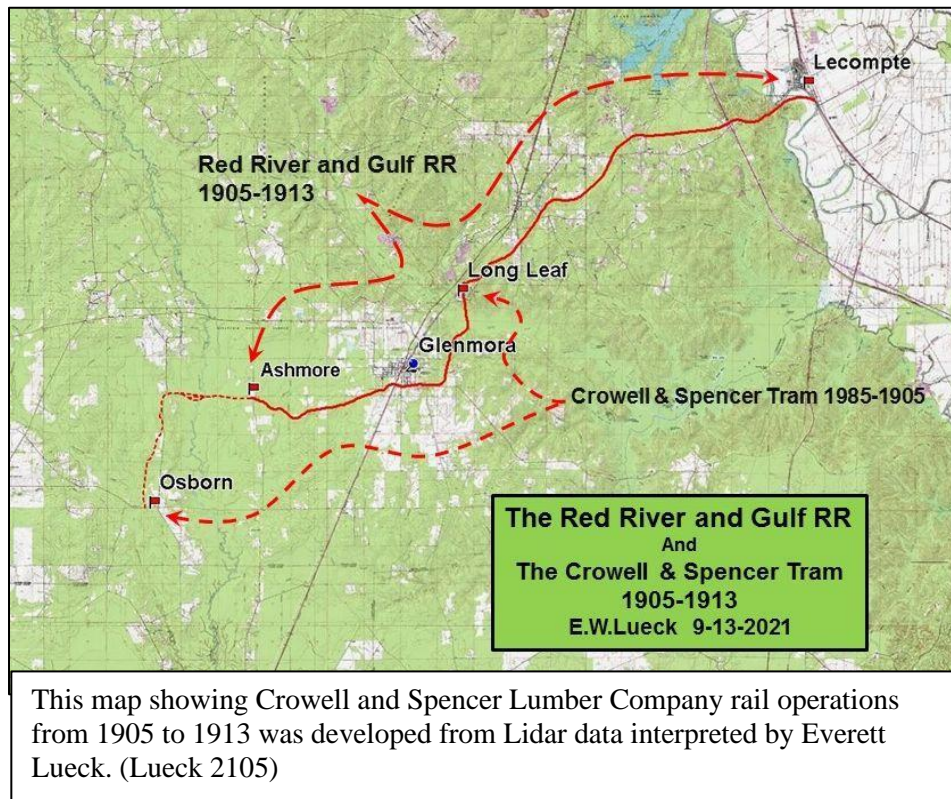 Lecompte
Red River and Gulf RR
1905-1913
Long Leaf
Glenmora
Ashmore
Crowell & Spencer Tram 1985-1905
Osborn
The Red River and Gulf RR
And
The Crowell & Spencer Tram
1905-1913
E.W.Lueck 9-13-2021
This map showing Crowell and Spencer Lumber Company rail operations
from 1905 to 1913 was developed from Lidar data interpreted by Everett
Lueck. (Lueck 2105)